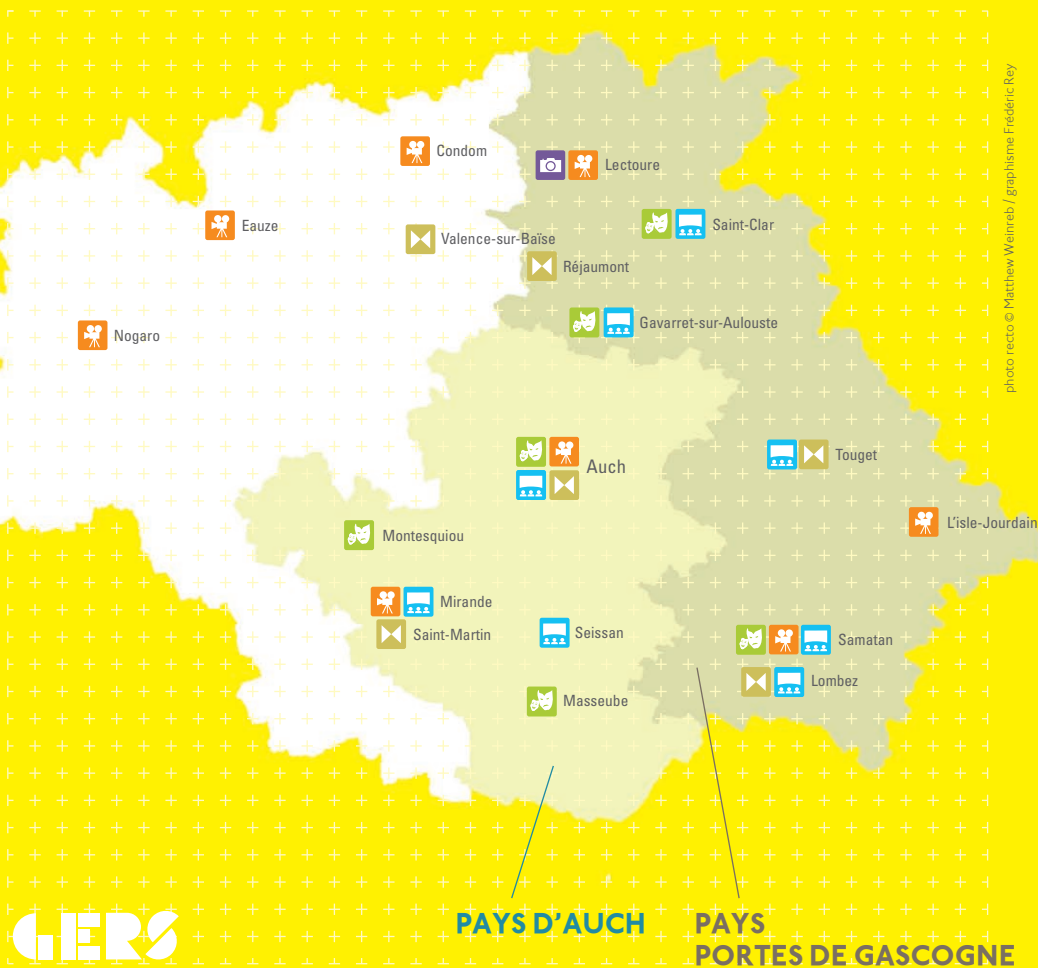 photo recto © Matthew Weinreb / graphisme Frédéric Rey
Condom
Lectoure
Eauze
Saint-Clar
Valence-sur-Baïse
Réjaumont
Nogaro
Gavarret-sur-Aulouste
Auch
Touget
L'isle-Jourdain
Montesquiou
Mirande
Saint-Martin
Seissan
Samatan
Lombez
Masseube
GERS
PAYS D'AUCH
PAYS
PORTES DE GASCOGNE